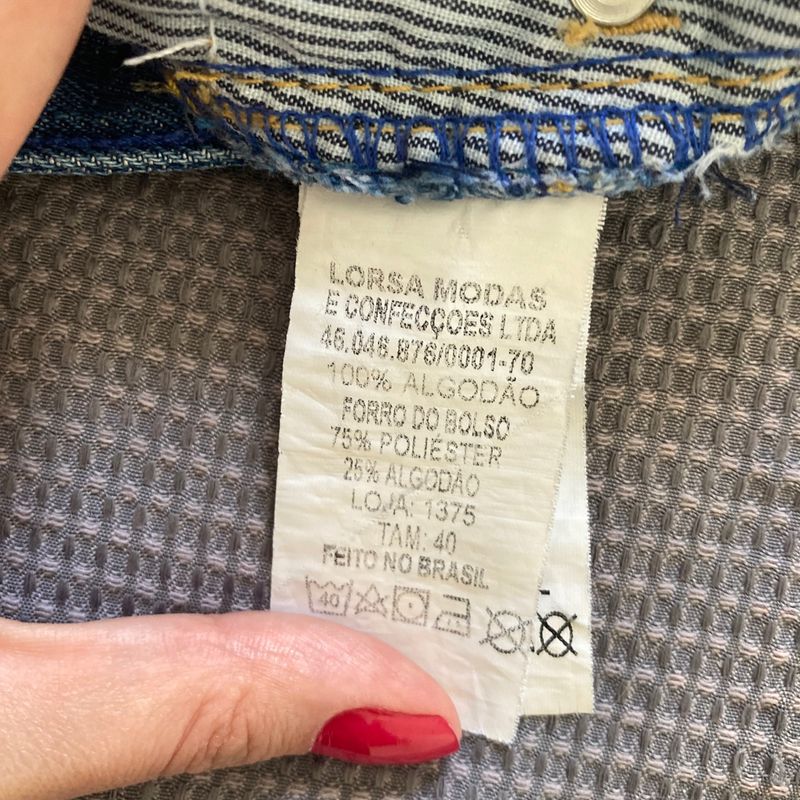 LORSA MODAS
E CONFECÇOES LTDA
46.046.876/0001-70
100% ALGODÃO
FORRO DO BOLSO
75% POLIÉSTER
25% ALGODÃO
LOJA: 1375
TAM: 40
FEITO NO BRASIL
40